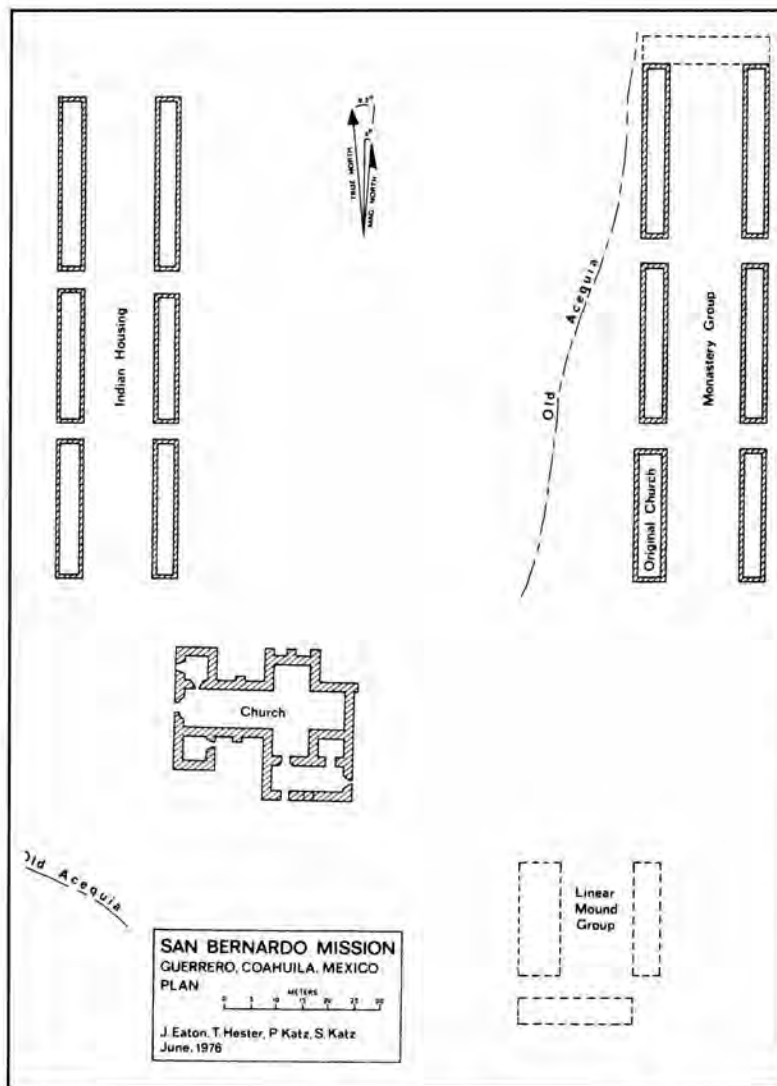 TRUE NORTH
MAG NORTH
Indian Housing
Old Acequia
Monastery Group
Original Church
Church
Old Acequia
Linear
Mound
Group
SAN BERNARDO MISSION
GUERRERO, COAHUILA, MEXICO
PLAN
METERS
0 5 10 15 20 25 30
J. Eaton, T. Hester, P. Katz, S. Katz
June, 1976